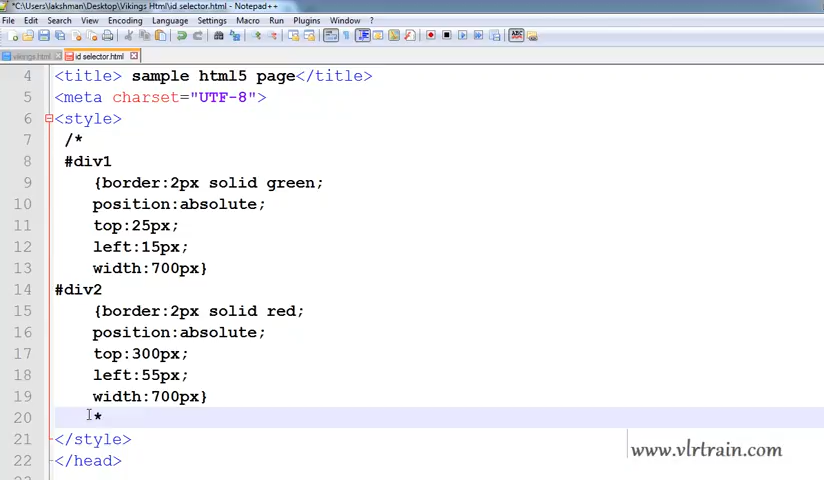 *C:\Users\lakshman\Desktop\Vikings Html\id selector.html - Notepad++
File Edit Search View Encoding Language Settings Macro Run Plugins Window ?
vikings.html id selector.html
4 <title> sample html5 page</title>
5 <meta charset="UTF-8">
6 <style>
7 /*
8 #div1
9 {border:2px solid green;
10 position:absolute;
11 top:25px;
12 left:15px;
13 width:700px}
14 #div2
15 {border:2px solid red;
16 position:absolute;
17 top:300px;
18 left:55px;
19 width:700px}
20 *
21 </style>
22 </head>
www.vlrtrain.com